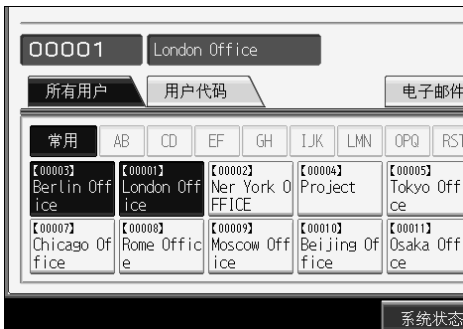 00001 London Office
所有用户 用户代码 电子邮件
常用 AB CD EF GH IJK LMN OPQ RST
【00003】 【00001】 【00002】 【00004】 【00005】
Berlin Off London Off Ner York O Project Tokyo Off
ice ice FFICE ce
【00007】 【00008】 【00009】 【00010】 【00011】
Chicago Of Rome Offic Moscow Off Beijing Of Osaka Off
fice e ice fice ce
系统状态